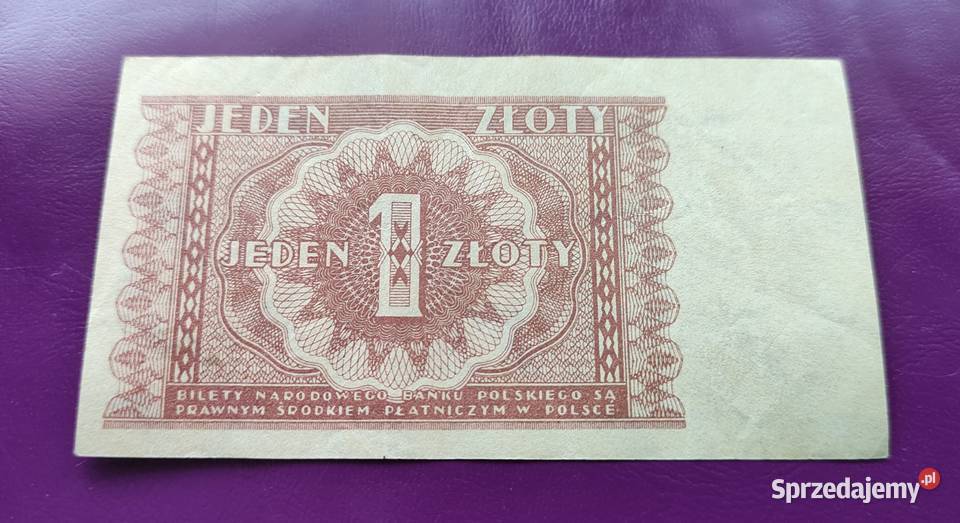 JEDEN ZŁOTY
JEDEN 1 ZŁOTY
BILETY NARODOWEGO BANKU POLSKIEGO SĄ
PRAWNYM ŚRODKIEM PŁATNICZYM W POLSCE
Sprzedajemy.pl